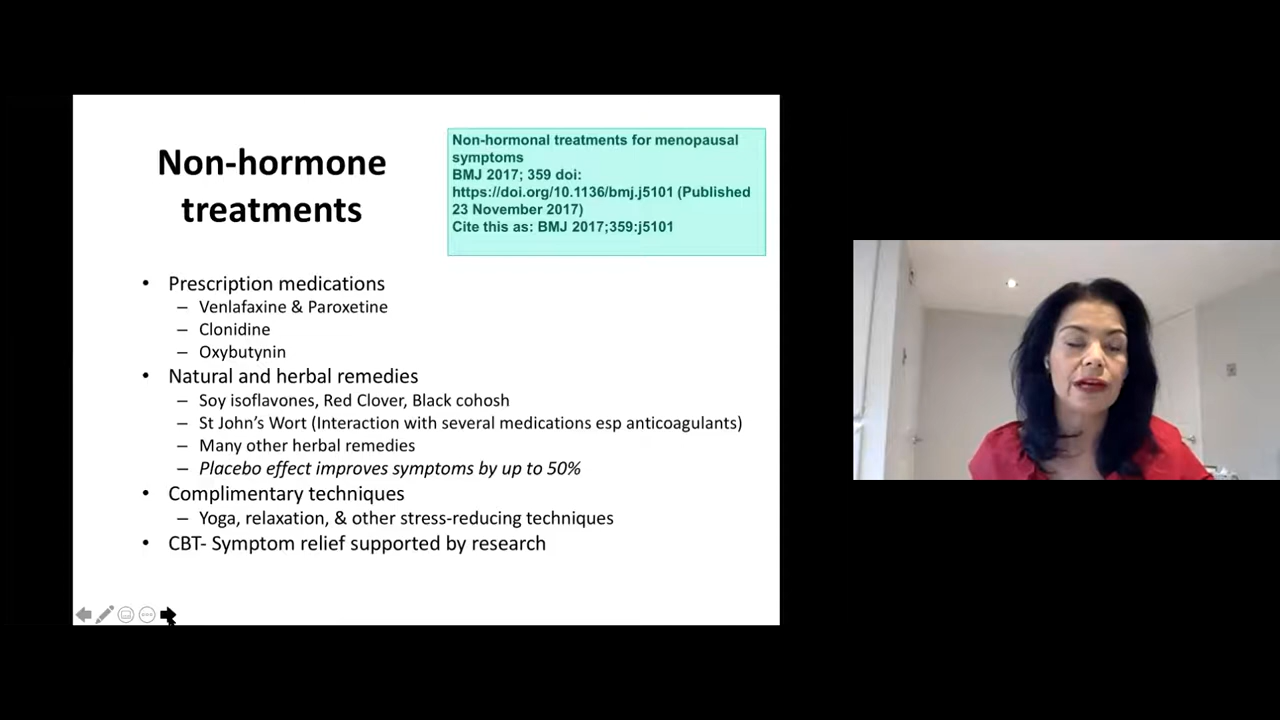 Non-hormone
treatments
Non-hormonal treatments for menopausal
symptoms
BMJ 2017; 359 doi:
https://doi.org/10.1136/bmj.j5101 (Published
23 November 2017)
Cite this as: BMJ 2017;359:j5101
• Prescription medications
– Venlafaxine & Paroxetine
– Clonidine
– Oxybutynin
• Natural and herbal remedies
– Soy isoflavones, Red Clover, Black cohosh
– St John’s Wort (Interaction with several medications esp anticoagulants)
– Many other herbal remedies
– Placebo effect improves symptoms by up to 50%
• Complimentary techniques
– Yoga, relaxation, & other stress-reducing techniques
• CBT- Symptom relief supported by research